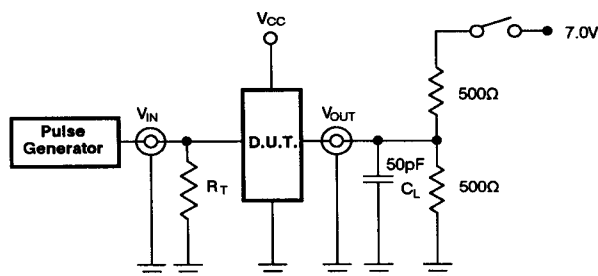 VCC
7.0V
500Ω
VIN
VOUT
Pulse
Generator
D.U.T.
50pF
CL
RT
500Ω